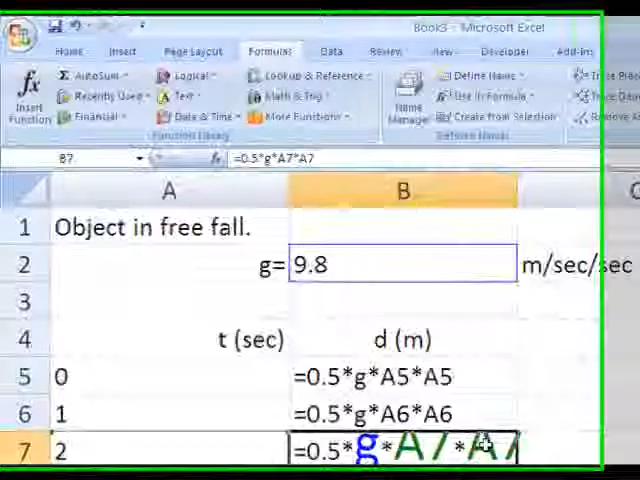 Book3 - Microsoft Excel
Home Insert Page Layout Formulas Data Review View Developer Add-Ins
fx Σ AutoSum Logical Lookup & Reference Define Name
Insert Function Recently Used Text Math & Trig Name Manager Use in Formula
Financial Date & Time More Functions Create from Selection
Function Library
B7 fx =0.5*g*A7*A7
A B C
1 Object in free fall.
2 g= 9.8 m/sec/sec
3
4 t (sec) d (m)
5 0 =0.5*g*A5*A5
6 1 =0.5*g*A6*A6
7 2 =0.5*g*A7*A7